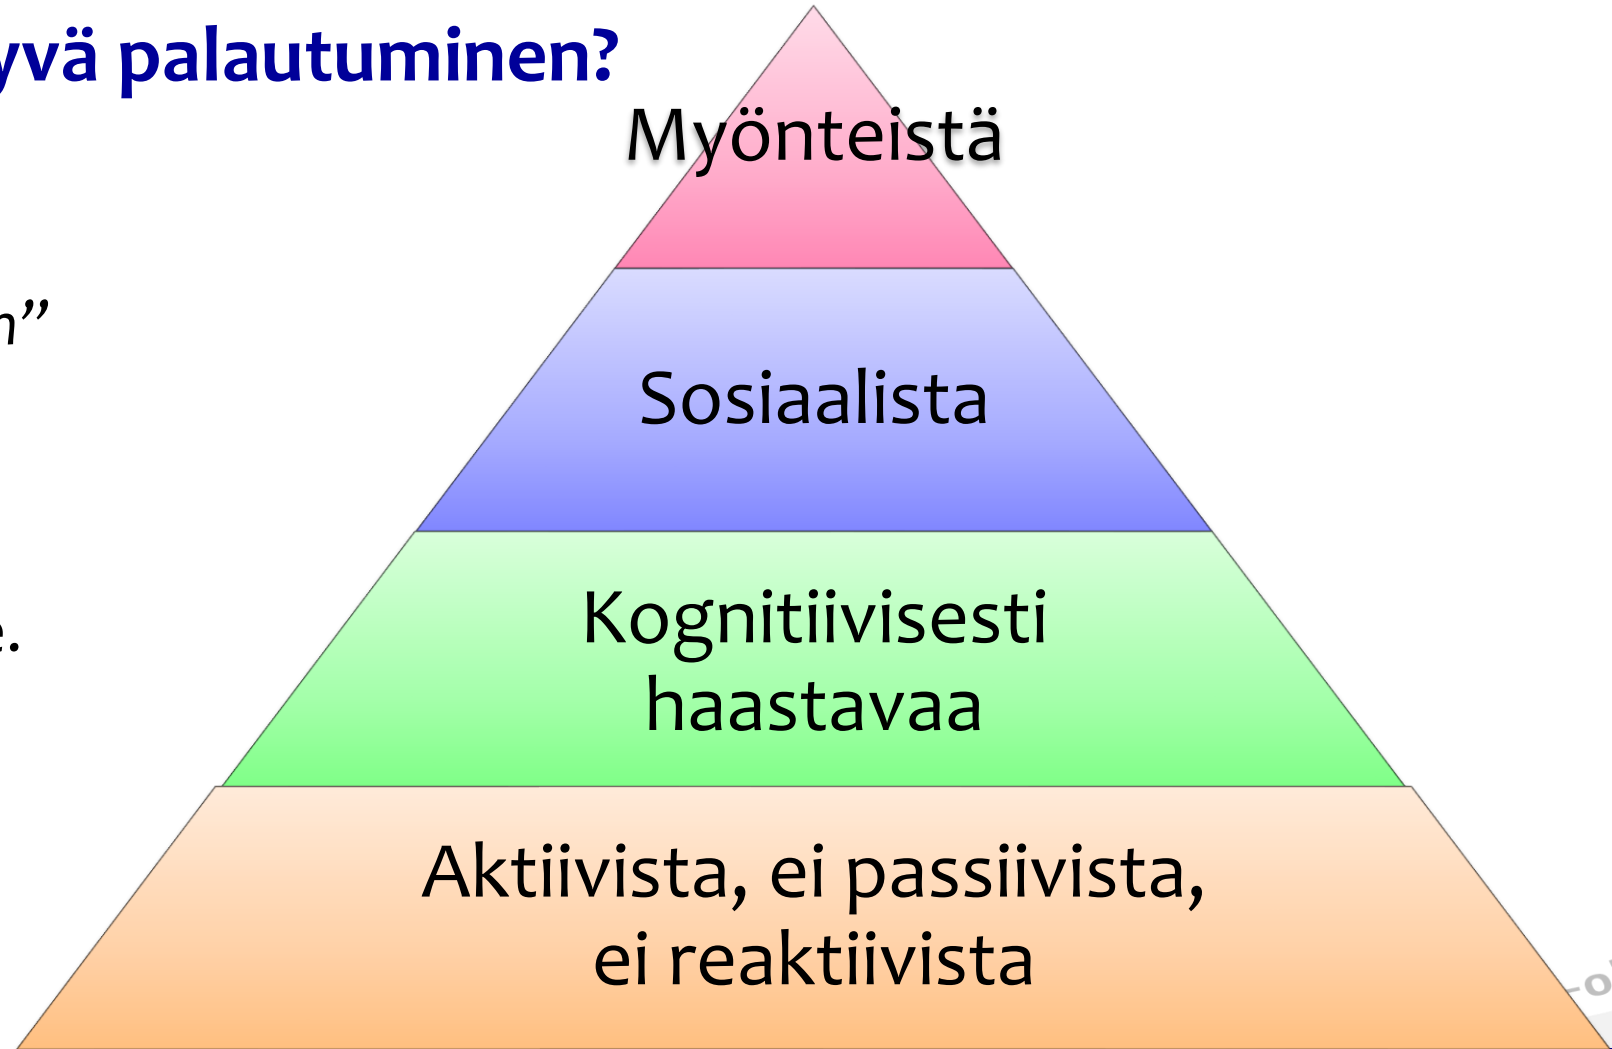 yvä palautuminen?
Myönteistä
n”
Sosiaalista
Kognitiivisesti
haastavaa
e.
Aktiivista, ei passiivista,
ei reaktiivista